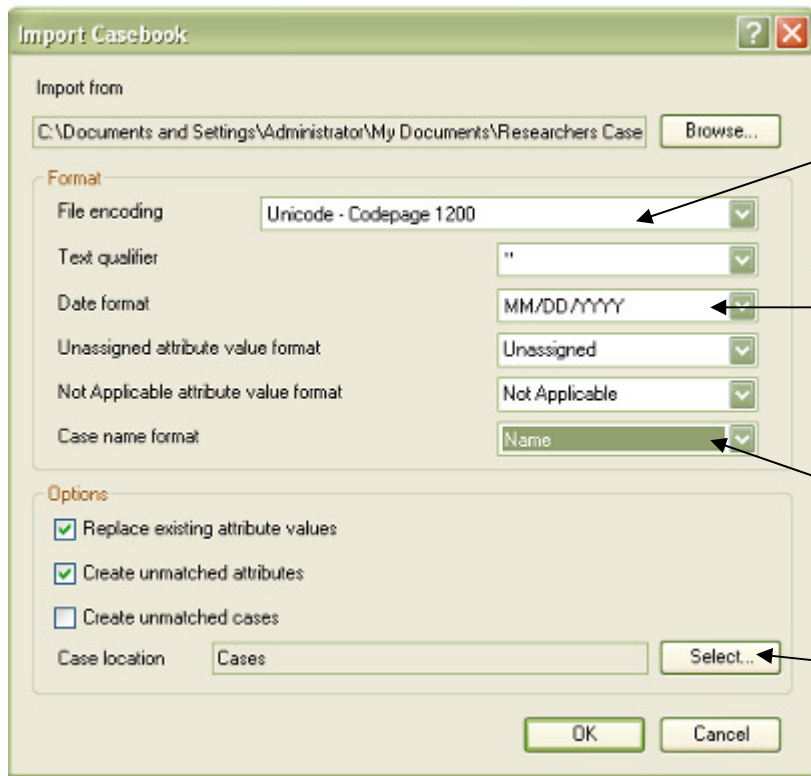 Import Casebook
Import from
C:\Documents and Settings\Administrator\My Documents\Researchers Case Browse...
Format
File encoding Unicode - Codepage 1200
Text qualifier "
Date format MM/DD/YYYY
Unassigned attribute value format Unassigned
Not Applicable attribute value format Not Applicable
Case name format Name
Options
Replace existing attribute values
Create unmatched attributes
Create unmatched cases
Case location Cases Select...
OK Cancel